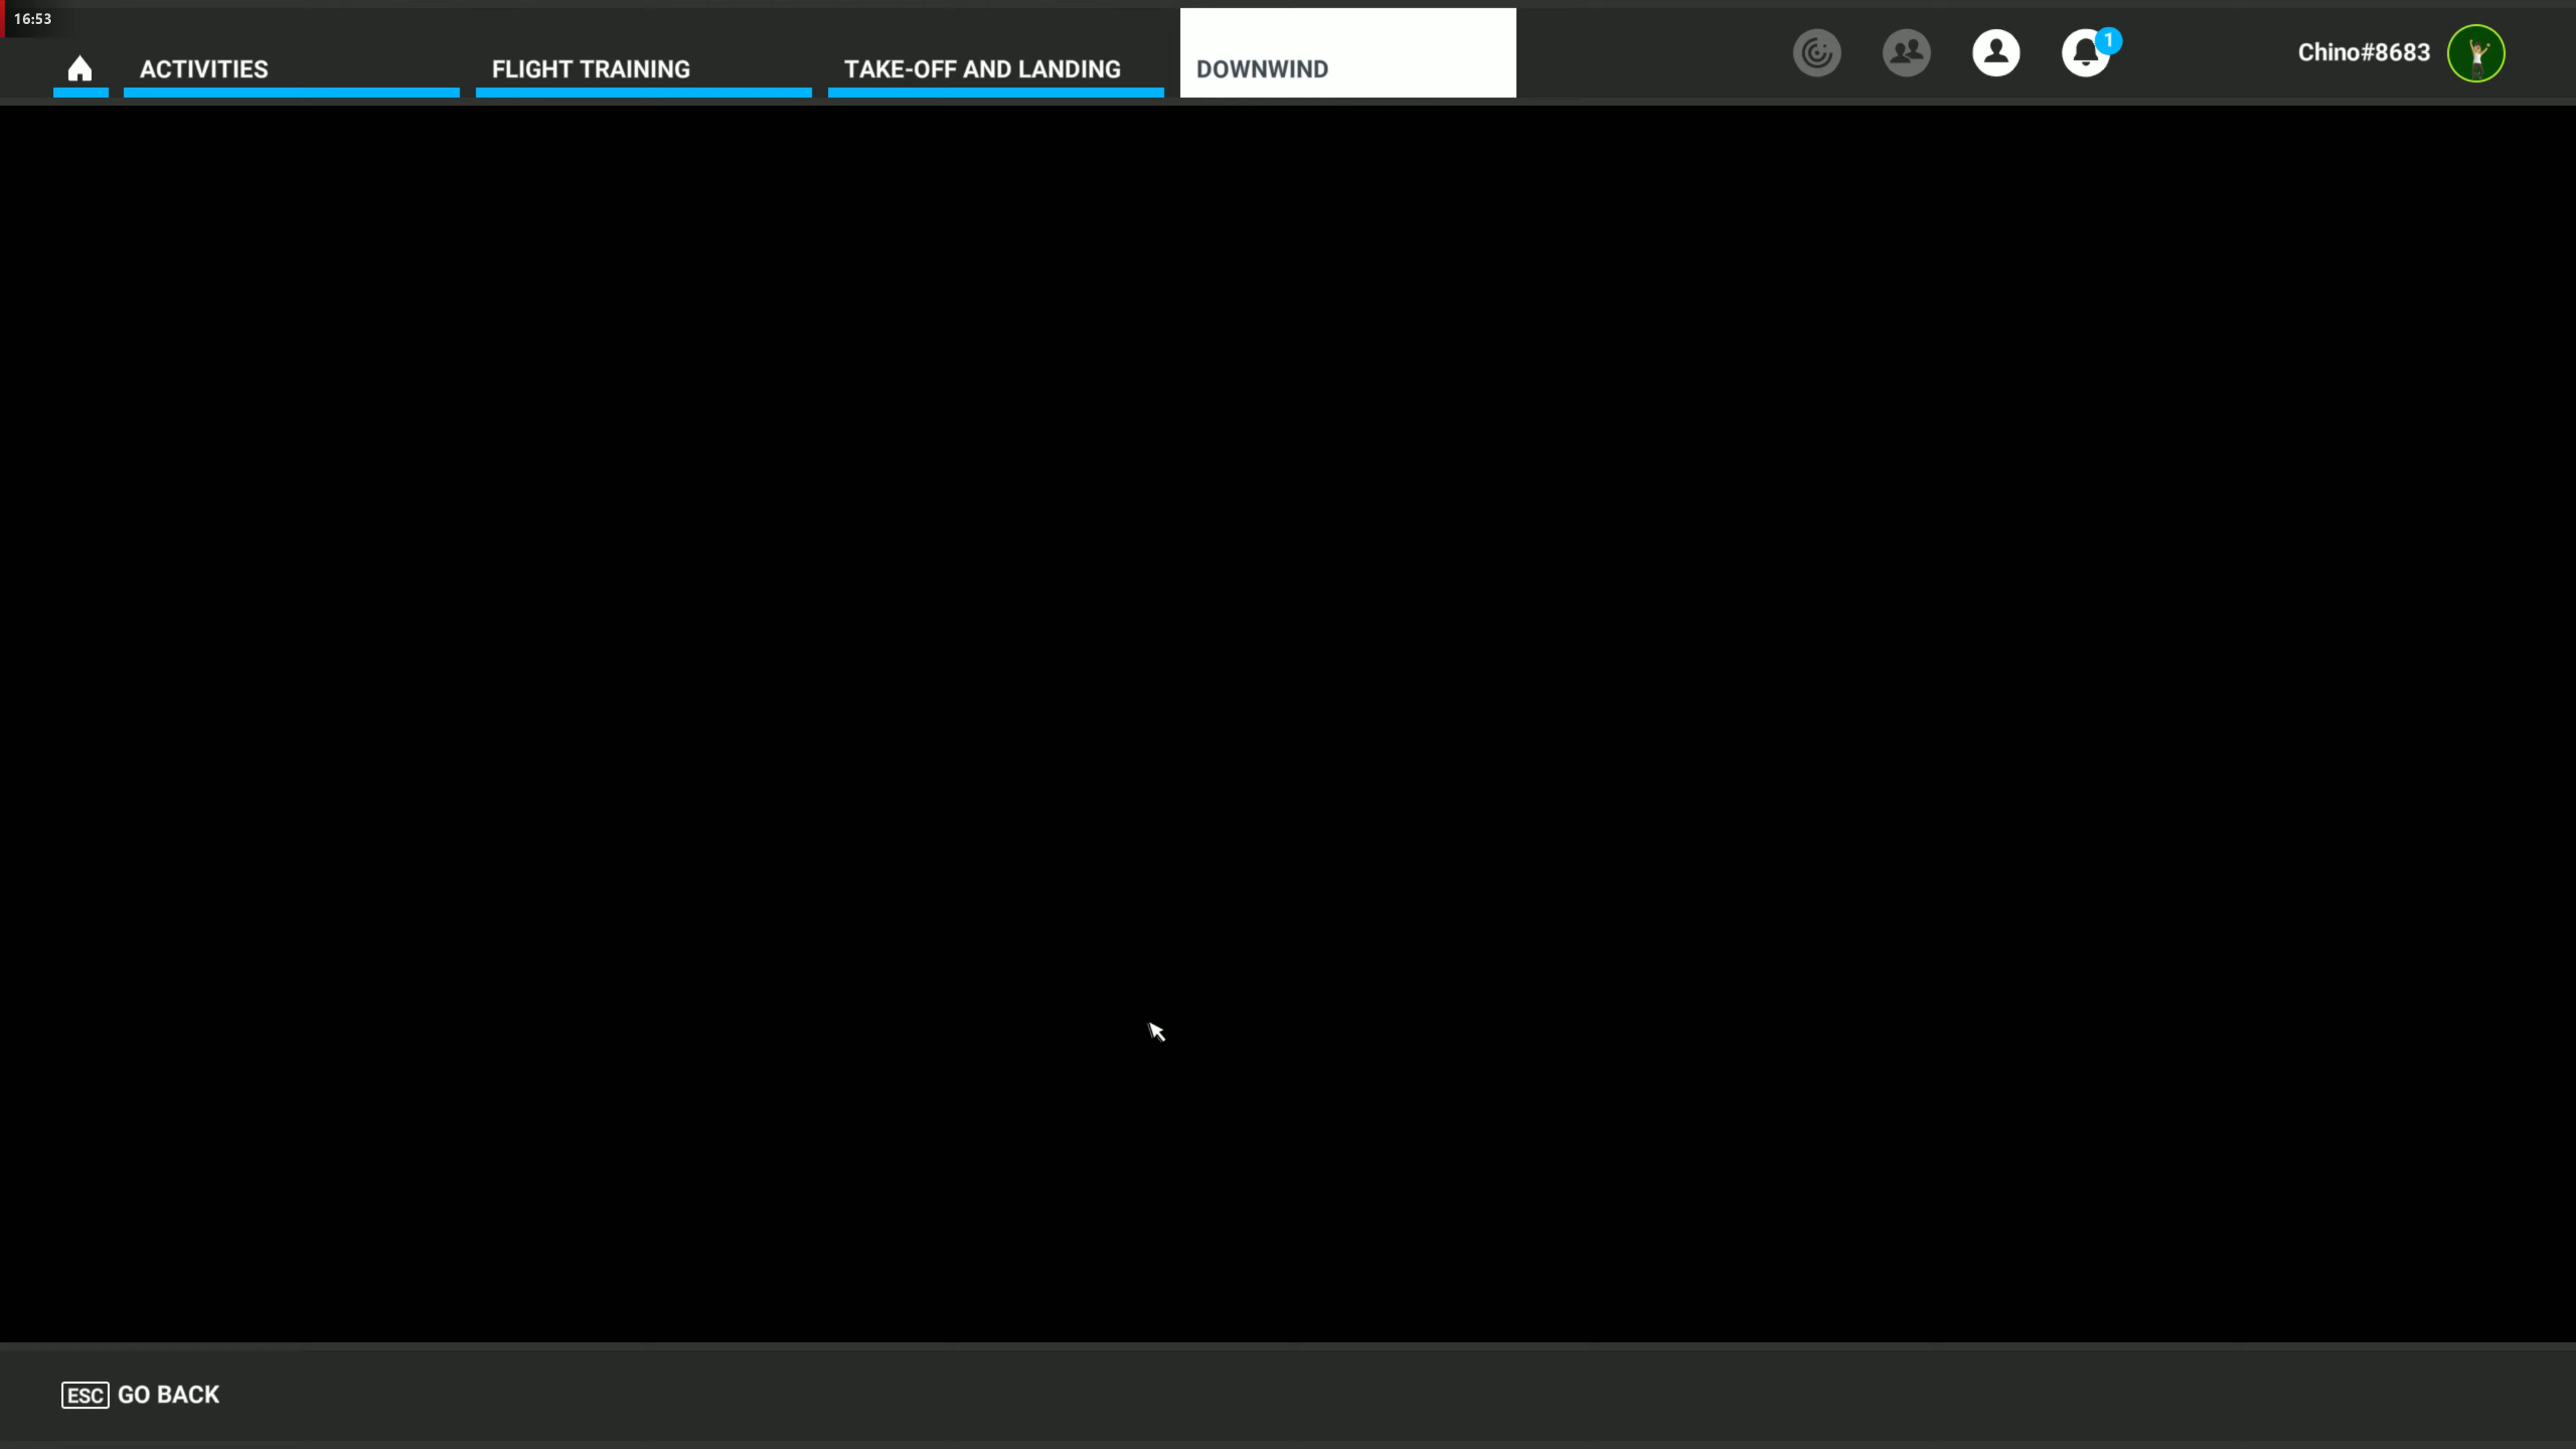 16:53
ACTIVITIES
FLIGHT TRAINING
TAKE-OFF AND LANDING
DOWNWIND
1
Chino#8683
ESC GO BACK